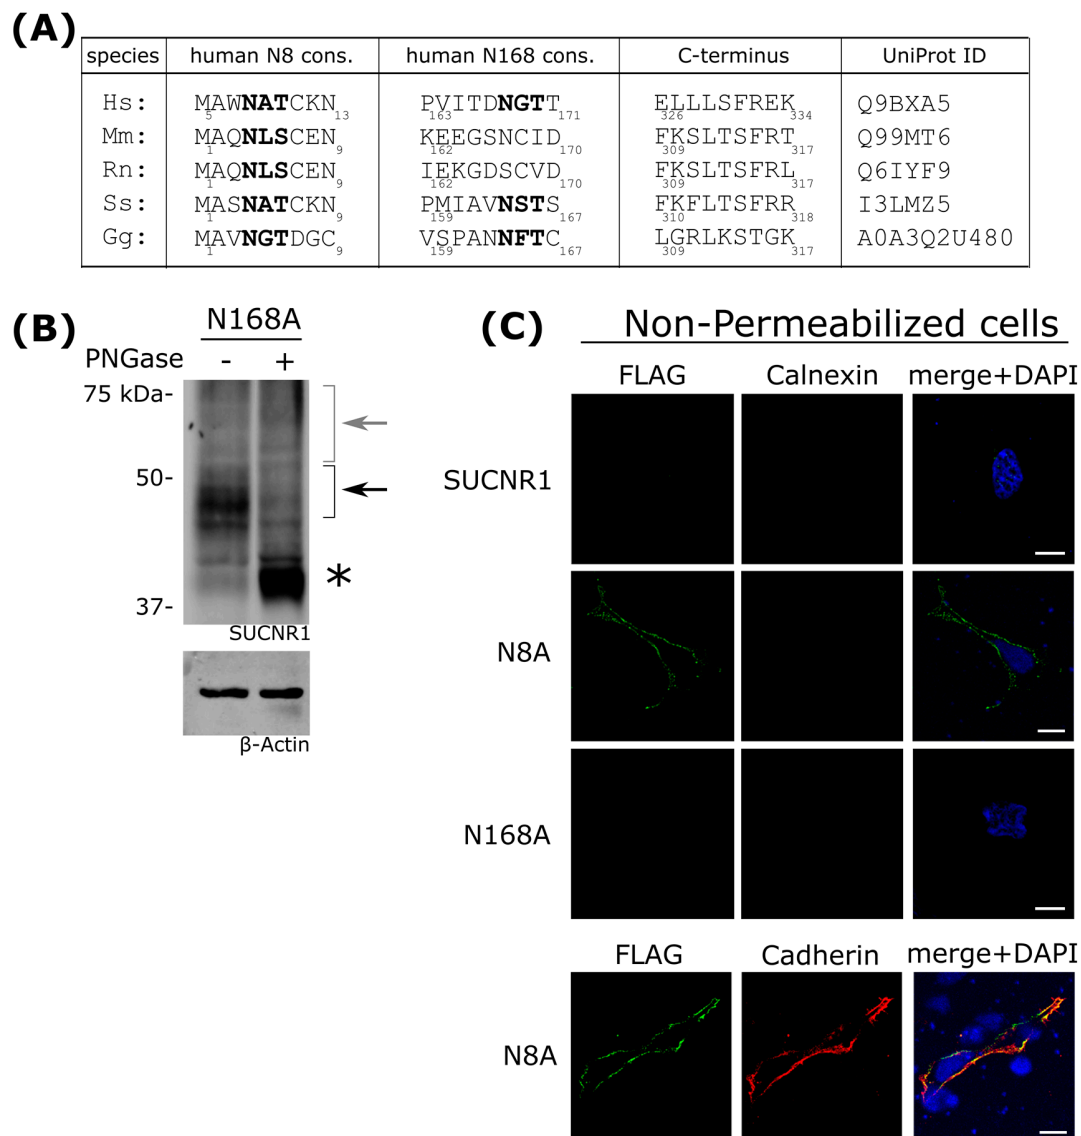 (A)
species human N8 cons. human N168 cons. C-terminus UniProt ID
Hs: MAWNATCKN PVITDNGTT ELLLSFREK Q9BXA5
5 13 163 171 326 334
Mm: MAQNLSCEN KEEGSNCID FKSLTSFRT Q99MT6
1 9 162 170 309 317
Rn: MAQNLSCEN IEKGDSCVD FKSLTSFRL Q6IYF9
1 9 162 170 309 317
Ss: MASNATCKN PMIAVNSTS FKFLTSFRR I3LMZ5
1 9 159 167 310 318
Gg: MAVNGTDGC VSPANNFTC LGRLKSTGK A0A3Q2U480
1 9 159 167 309 317
(B)
N168A
PNGase - +
75 kDa-
50-
37-
*
SUCNR1
β-Actin
(C)
Non-Permeabilized cells
FLAG Calnexin merge+DAPI
SUCNR1
N8A
N168A
FLAG Cadherin merge+DAPI
N8A